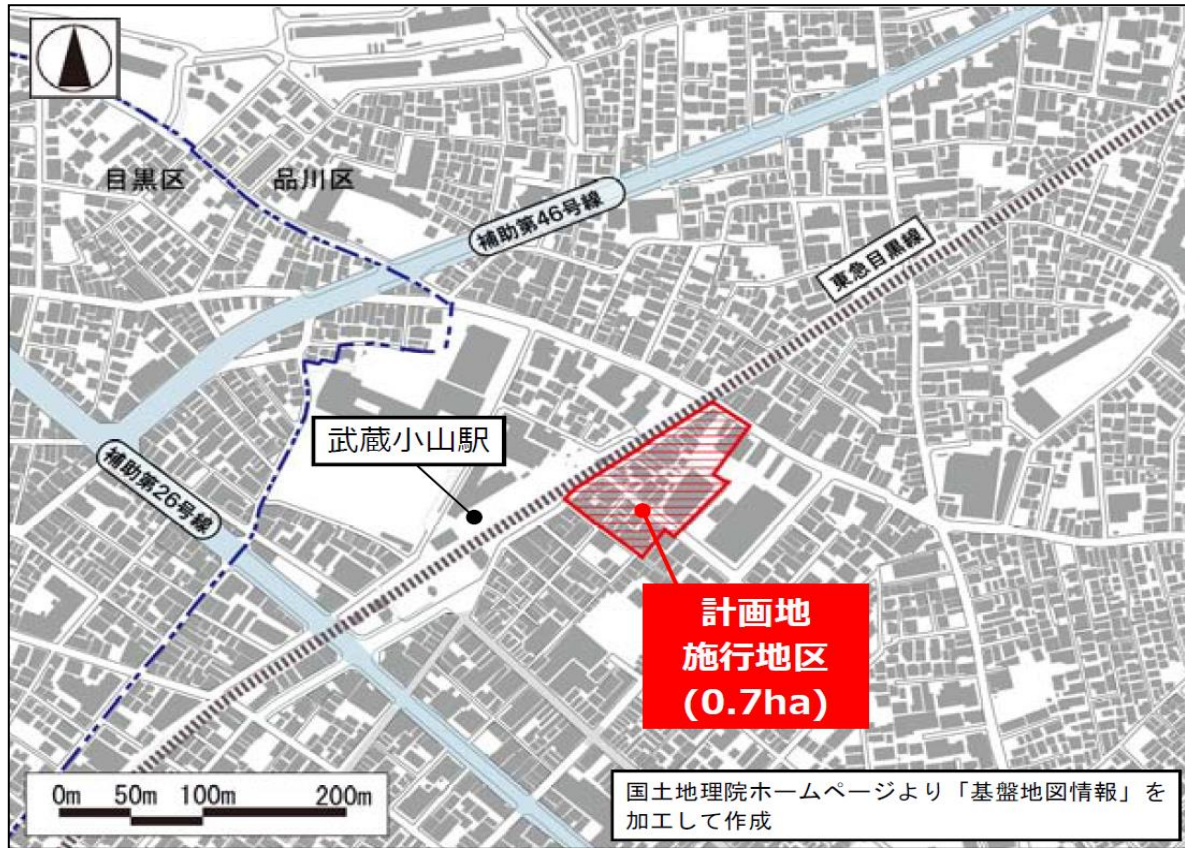 目黒区
品川区
補助第46号線
東急目黒線
武蔵小山駅
補助第26号線
計画地
施行地区
(0.7ha)
0m 50m 100m 200m
国土地理院ホームページより「基盤地図情報」を
加工して作成